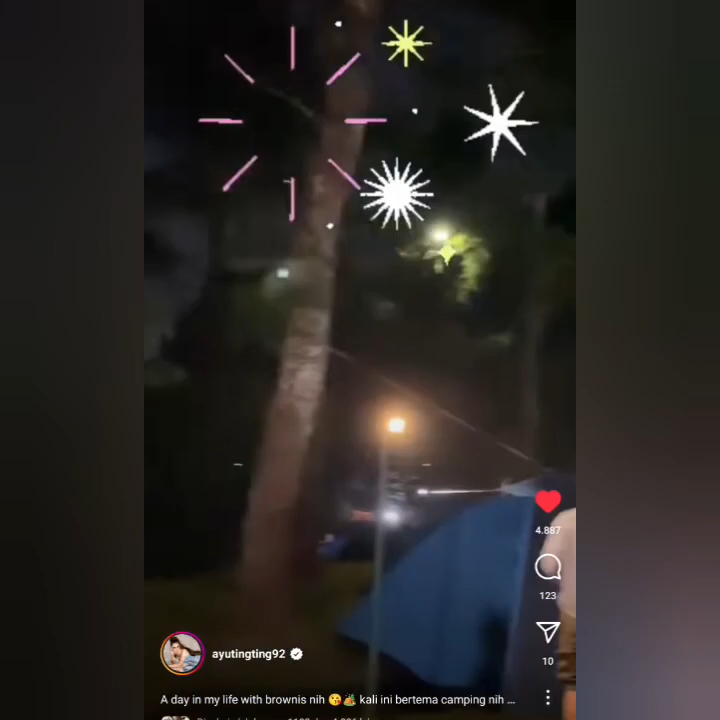 4.887
123
10
ayutingting92
A day in my life with brownis nih 😘🏕️ kali ini bertema camping nih ...